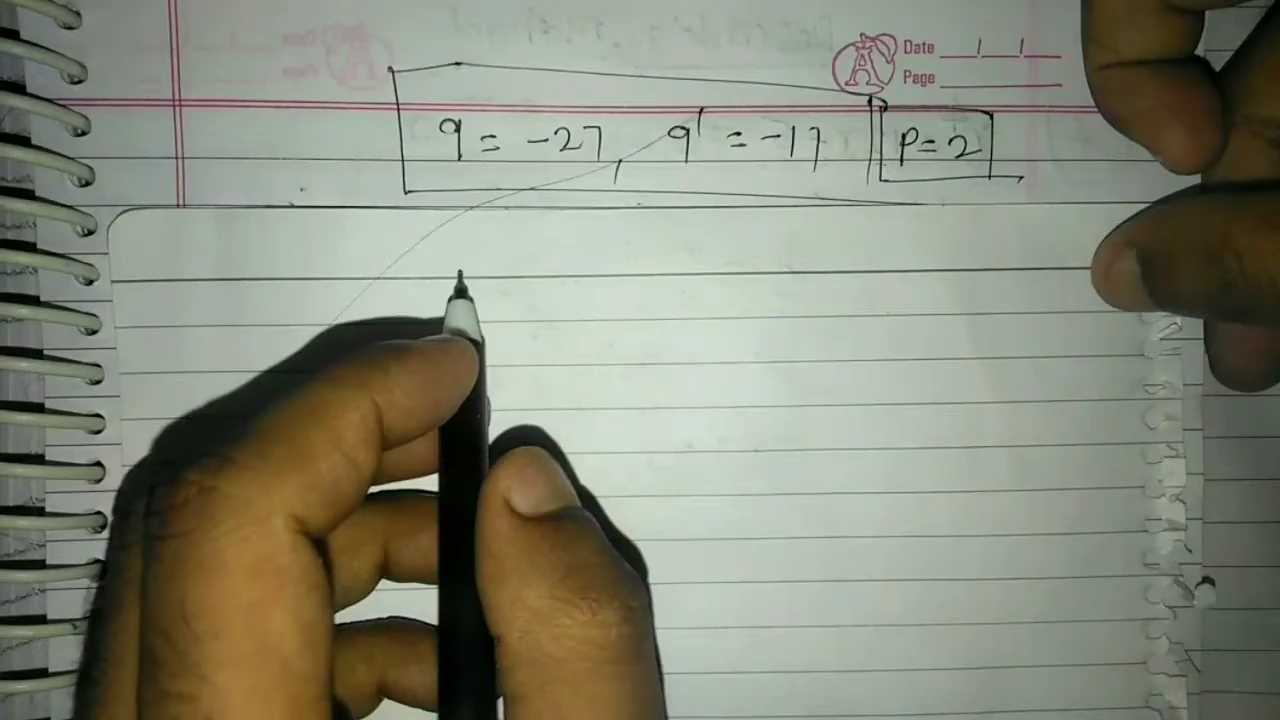 Date
Page
q = -27, q' = -17 P=2